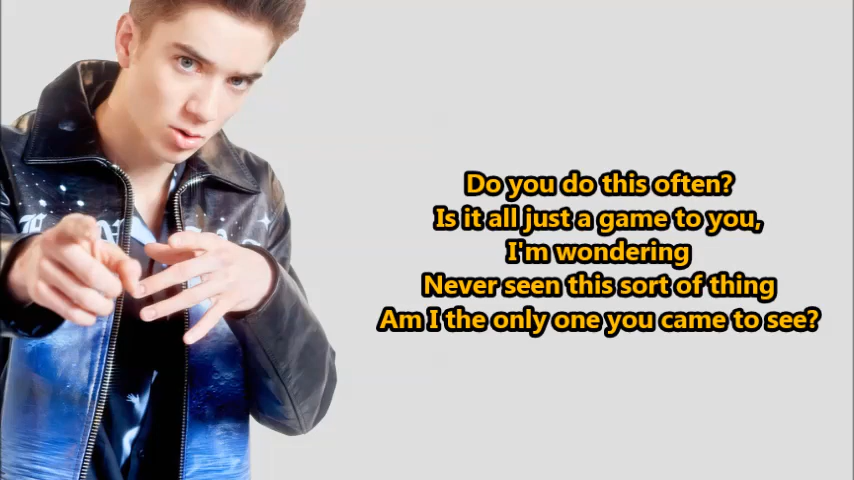 Do you do this often?
Is it all just a game to you,
I'm wondering
Never seen this sort of thing
Am I the only one you came to see?